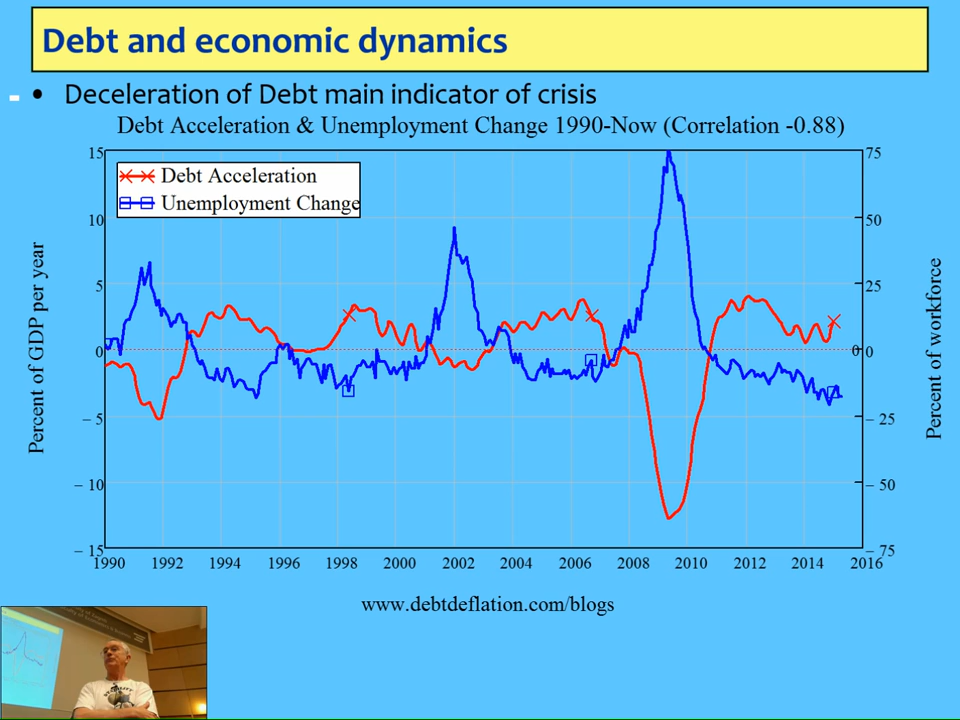 Debt and economic dynamics
• Deceleration of Debt main indicator of crisis
Debt Acceleration & Unemployment Change 1990-Now (Correlation -0.88)
Debt Acceleration
Unemployment Change
Percent of GDP per year
15
10
5
0
– 5
– 10
– 15
75
50
25
0
0
– 25
– 50
– 75
Percent of workforce
1990 1992 1994 1996 1998 2000 2002 2004 2006 2008 2010 2012 2014 2016
www.debtdeflation.com/blogs